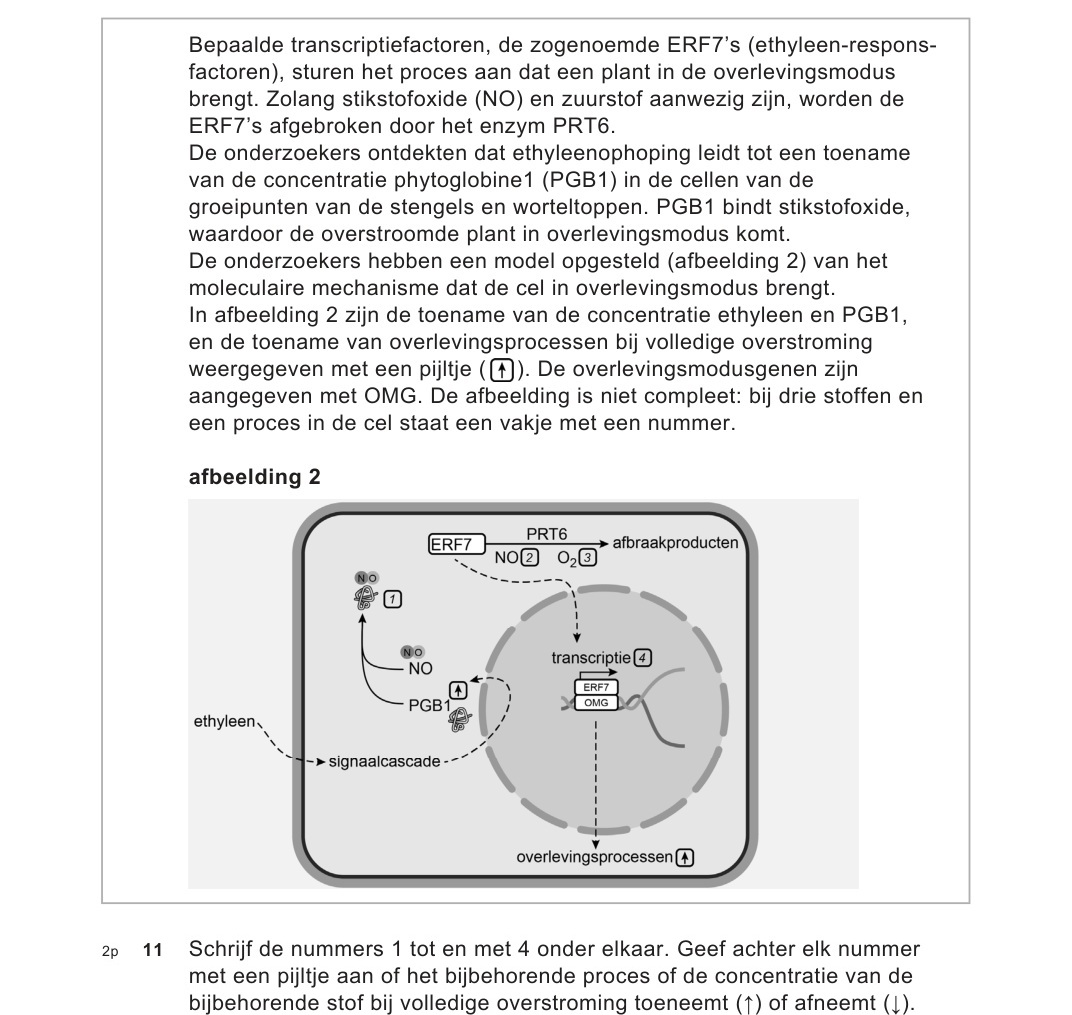 Bepaalde transcriptiefactoren, de zogenoemde ERF7’s (ethyleen-respons-
factoren), sturen het proces aan dat een plant in de overlevingsmodus
brengt. Zolang stikstofoxide (NO) en zuurstof aanwezig zijn, worden de
ERF7’s afgebroken door het enzym PRT6.
De onderzoekers ontdekten dat ethyleenophoping leidt tot een toename
van de concentratie phytoglobine1 (PGB1) in de cellen van de
groeipunten van de stengels en worteltoppen. PGB1 bindt stikstofoxide,
waardoor de overstroomde plant in overlevingsmodus komt.
De onderzoekers hebben een model opgesteld (afbeelding 2) van het
moleculaire mechanisme dat de cel in overlevingsmodus brengt.
In afbeelding 2 zijn de toename van de concentratie ethyleen en PGB1,
en de toename van overlevingsprocessen bij volledige overstroming
weergegeven met een pijltje (↑). De overlevingsmodusgenen zijn
aangegeven met OMG. De afbeelding is niet compleet: bij drie stoffen en
een proces in de cel staat een vakje met een nummer.
afbeelding 2
PRT6
ERF7
afbraakproducten
NO 2 O₂ 3
N O
1
N O
NO
transcriptie 4
ERF7
OMG
↑
PGB1
ethyleen
signaalcascade
overlevingsprocessen ↑
2p 11 Schrijf de nummers 1 tot en met 4 onder elkaar. Geef achter elk nummer
met een pijltje aan of het bijbehorende proces of de concentratie van de
bijbehorende stof bij volledige overstroming toeneemt (↑) of afneemt (↓).